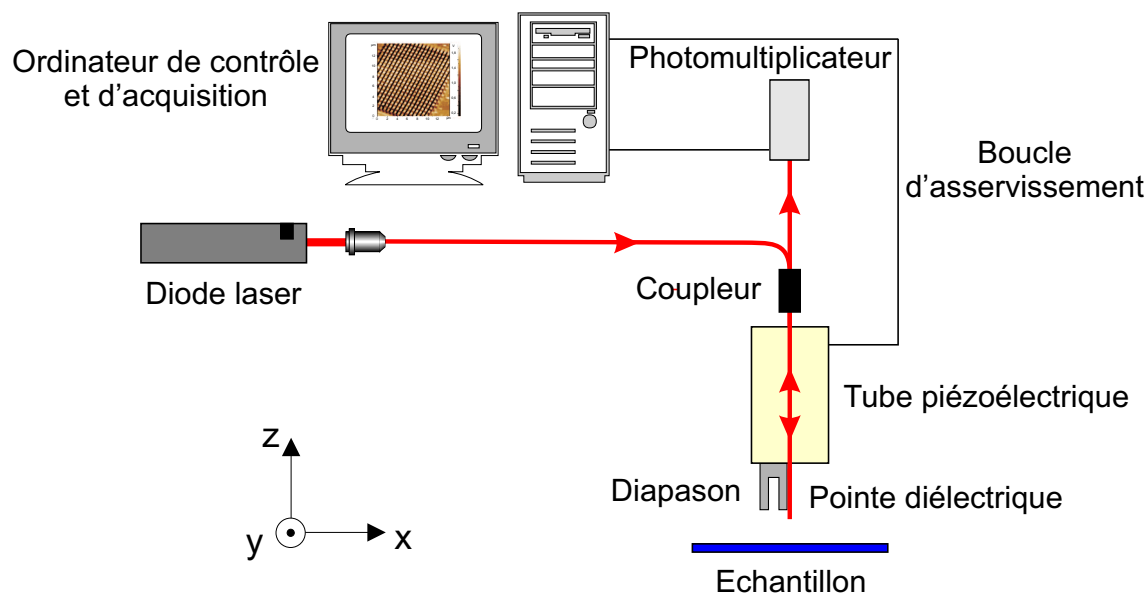 Ordinateur de contrôle
et d'acquisition
Photomultiplicateur
Boucle
d'asservissement
Diode laser
Coupleur
Tube piézoélectrique
Diapason
Pointe diélectrique
Echantillon
z
y
x